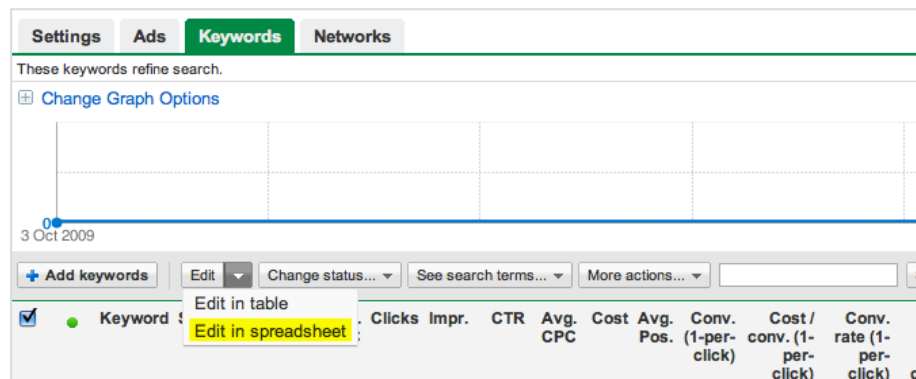 Settings Ads Keywords Networks
These keywords refine search.
Change Graph Options
0
3 Oct 2009
Add keywords Edit Change status... See search terms... More actions...
Edit in table
Edit in spreadsheet
Keyword Clicks Impr. CTR Avg. CPC Cost Avg. Pos. Conv. (1-per-click) Cost / conv. (1-per-click) Conv. rate (1-per-click)